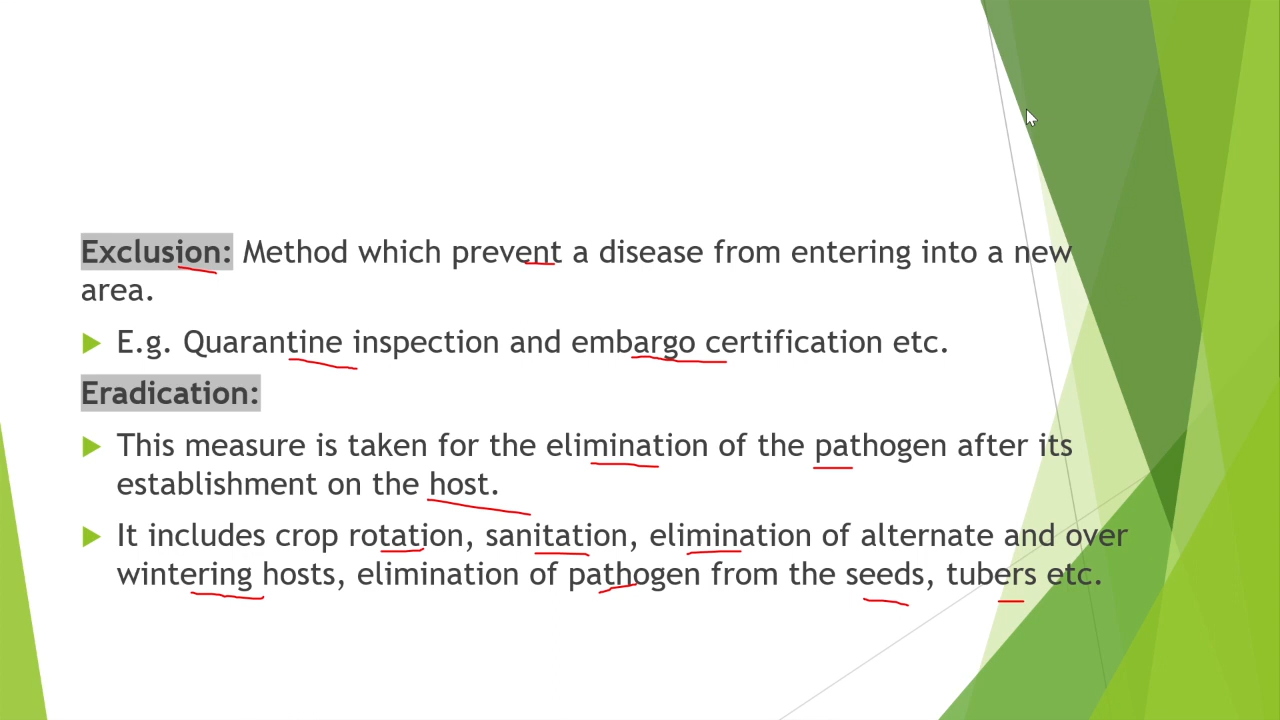 Exclusion: Method which prevent a disease from entering into a new
area.
E.g. Quarantine inspection and embargo certification etc.
Eradication:
This measure is taken for the elimination of the pathogen after its
establishment on the host.
It includes crop rotation, sanitation, elimination of alternate and over
wintering hosts, elimination of pathogen from the seeds, tubers etc.